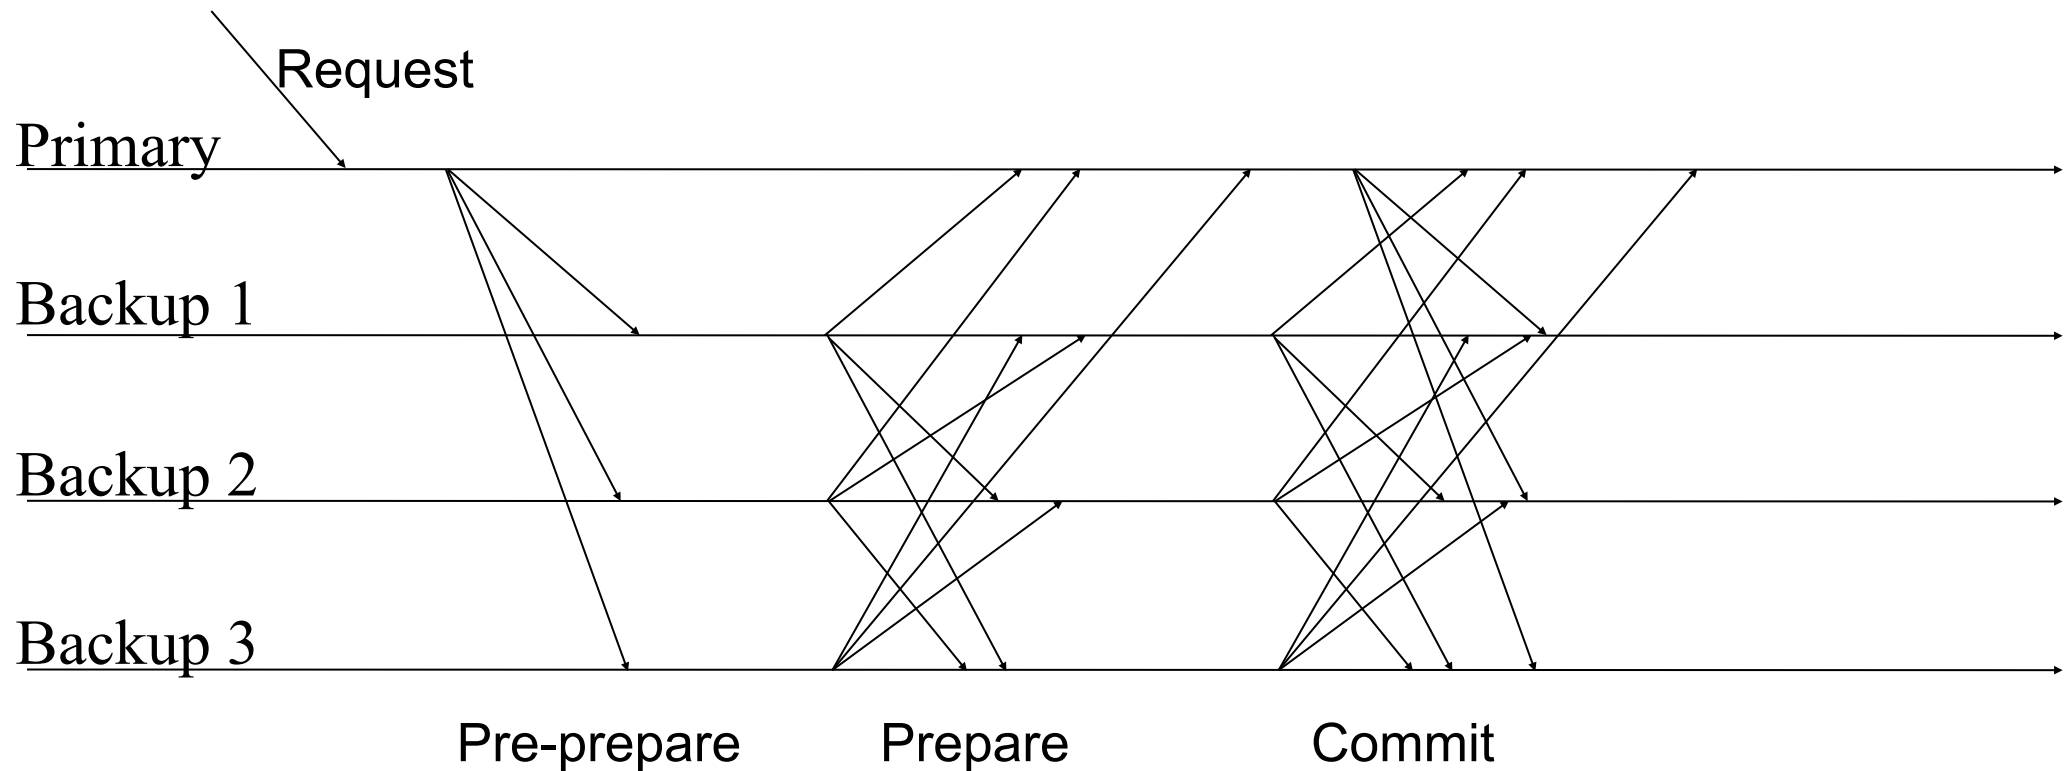 Request
Primary
Backup 1
Backup 2
Backup 3
Pre-prepare
Prepare
Commit